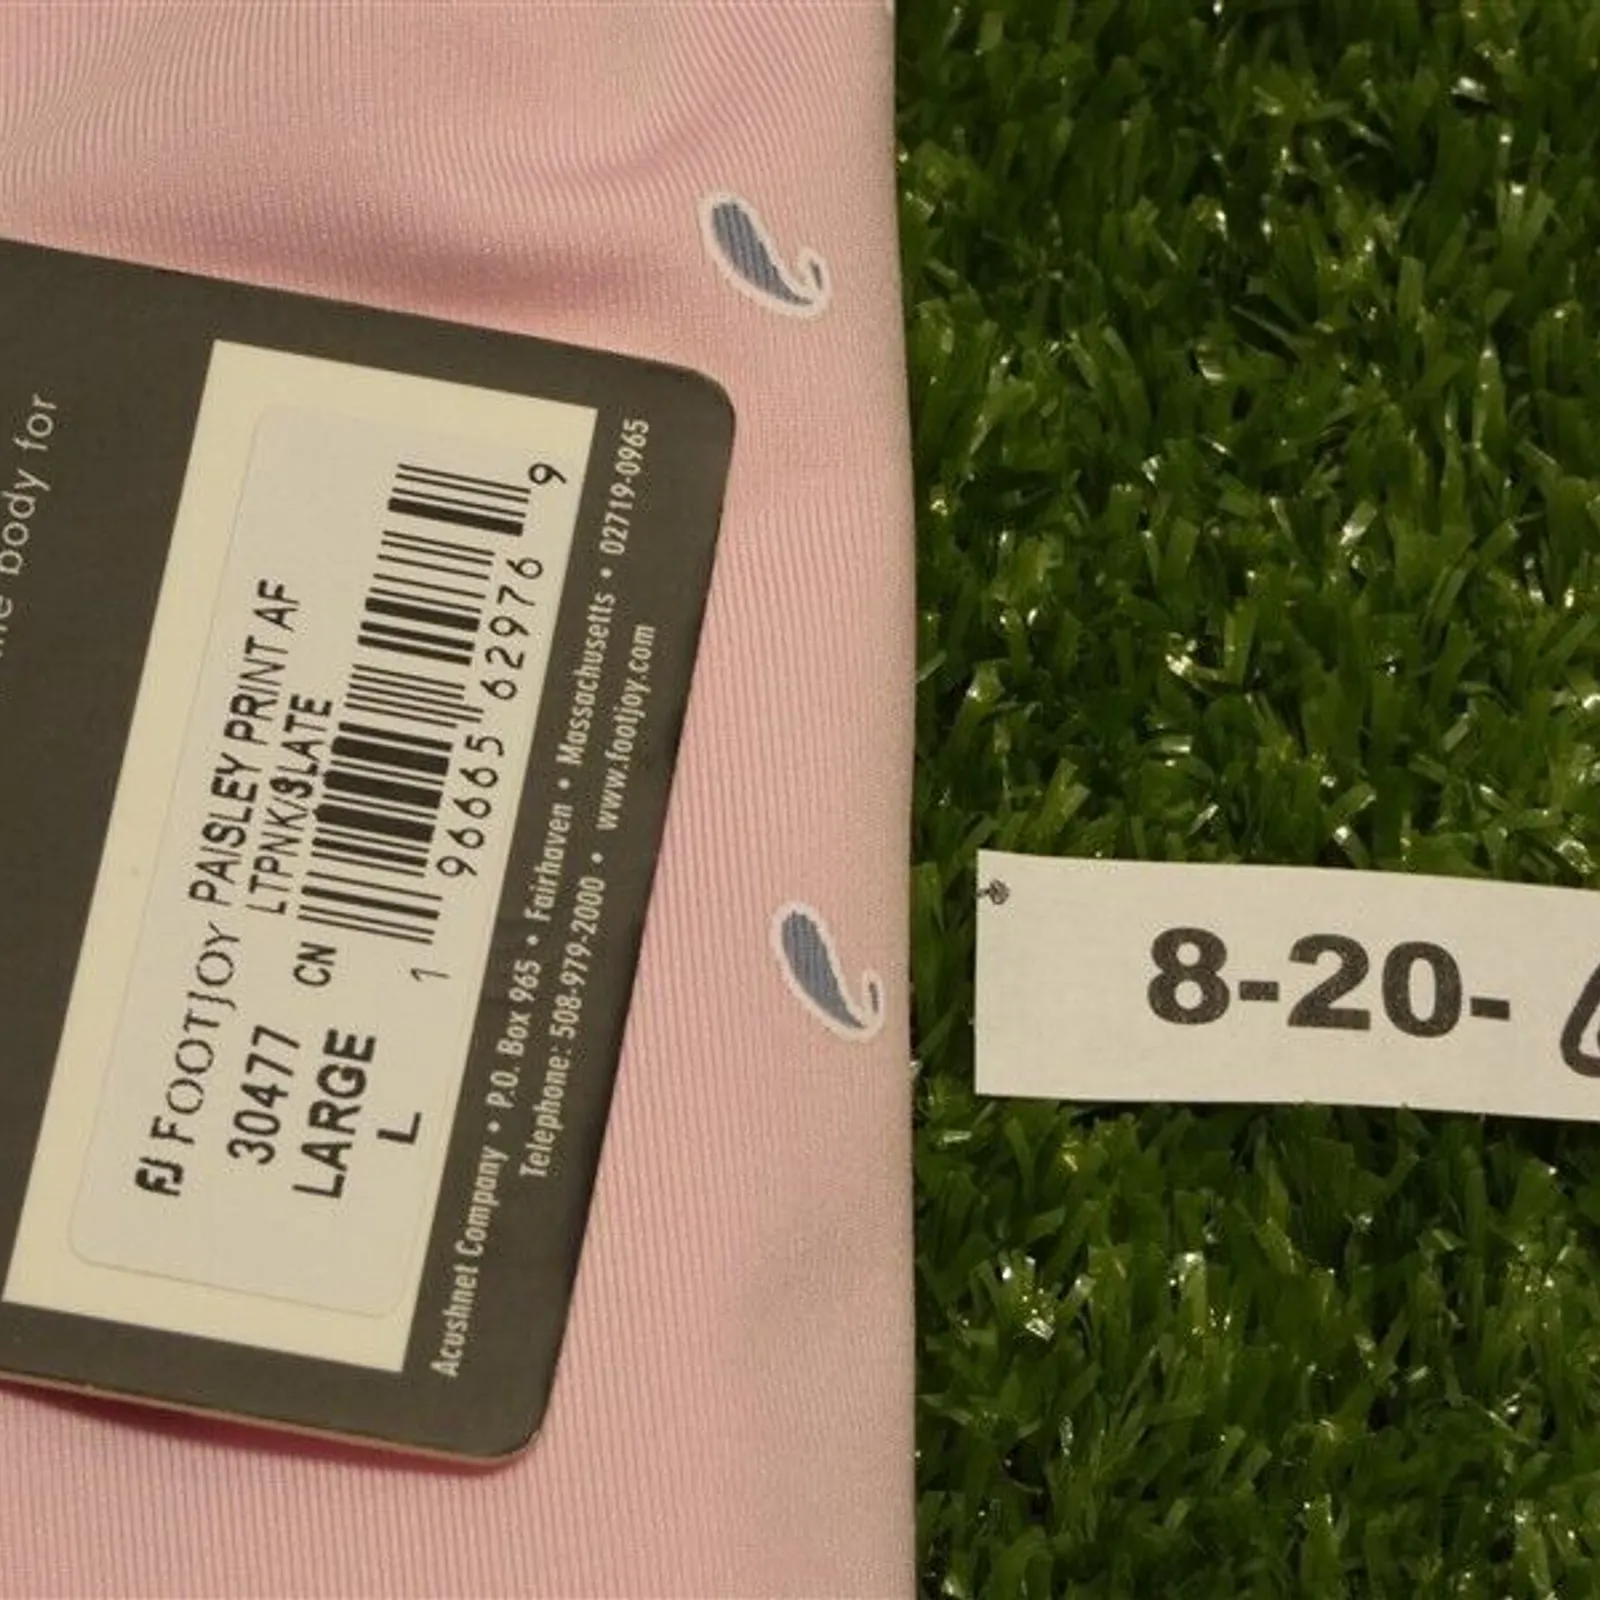 body for
FJ FOOTJOY PAISLEY PRINT AF
30477 LTPNK/SLATE
LARGE CN
L
1 96665 62976 9
Acushnet Company • P.O. Box 965 • Fairhaven • Massachusetts • 02719-0965
Telephone: 508-979-2000 • www.footjoy.com
8-20-